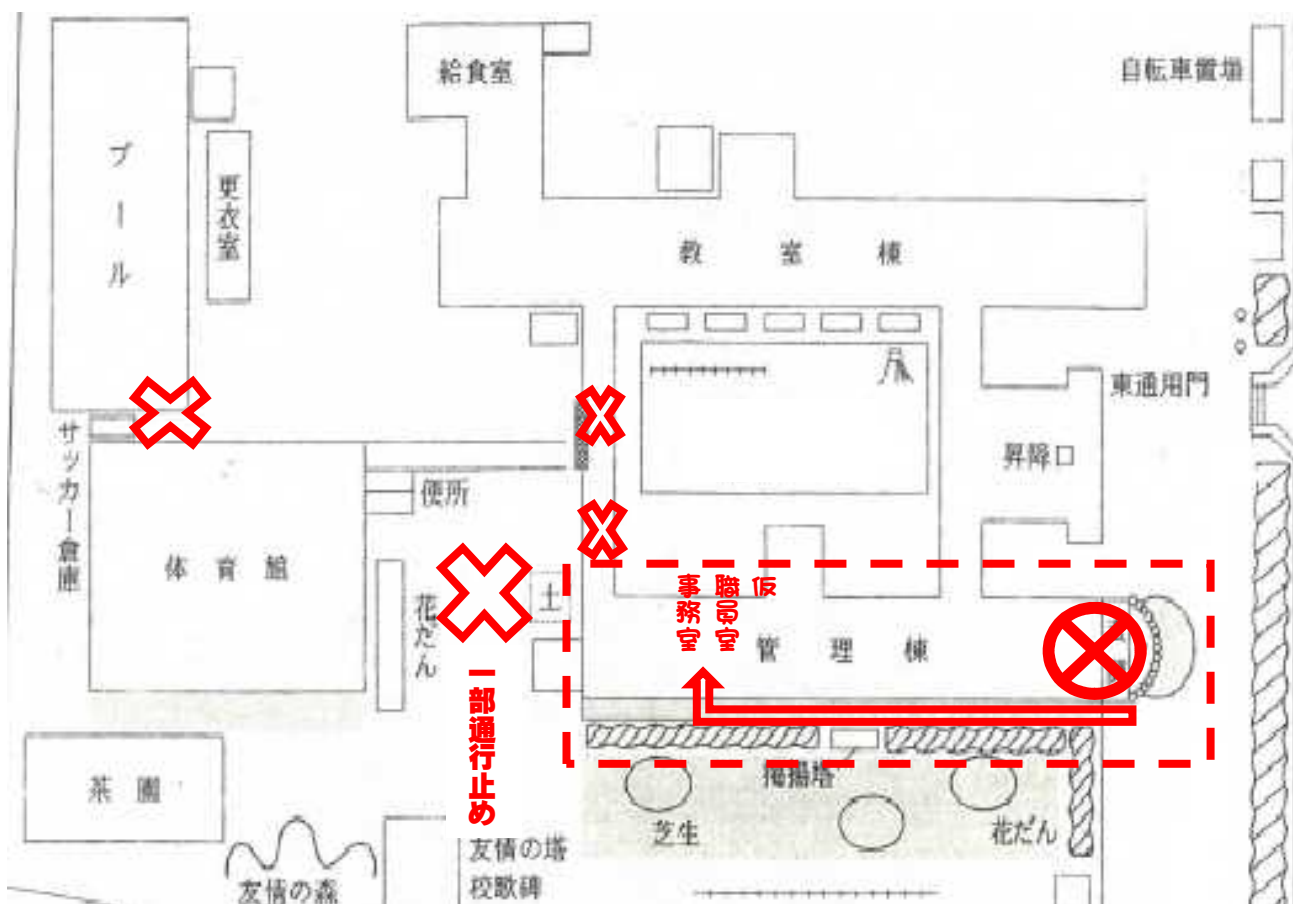 給食室
自転車置場
プール
更衣室
教室棟
東通用門
サッカー倉庫
昇降口
便所
体育館
土
花だん
仮
職員室
事務室
管理棟
一部通行止め
掲揚塔
茶園
芝生
花だん
友情の塔
校歌碑
友情の森